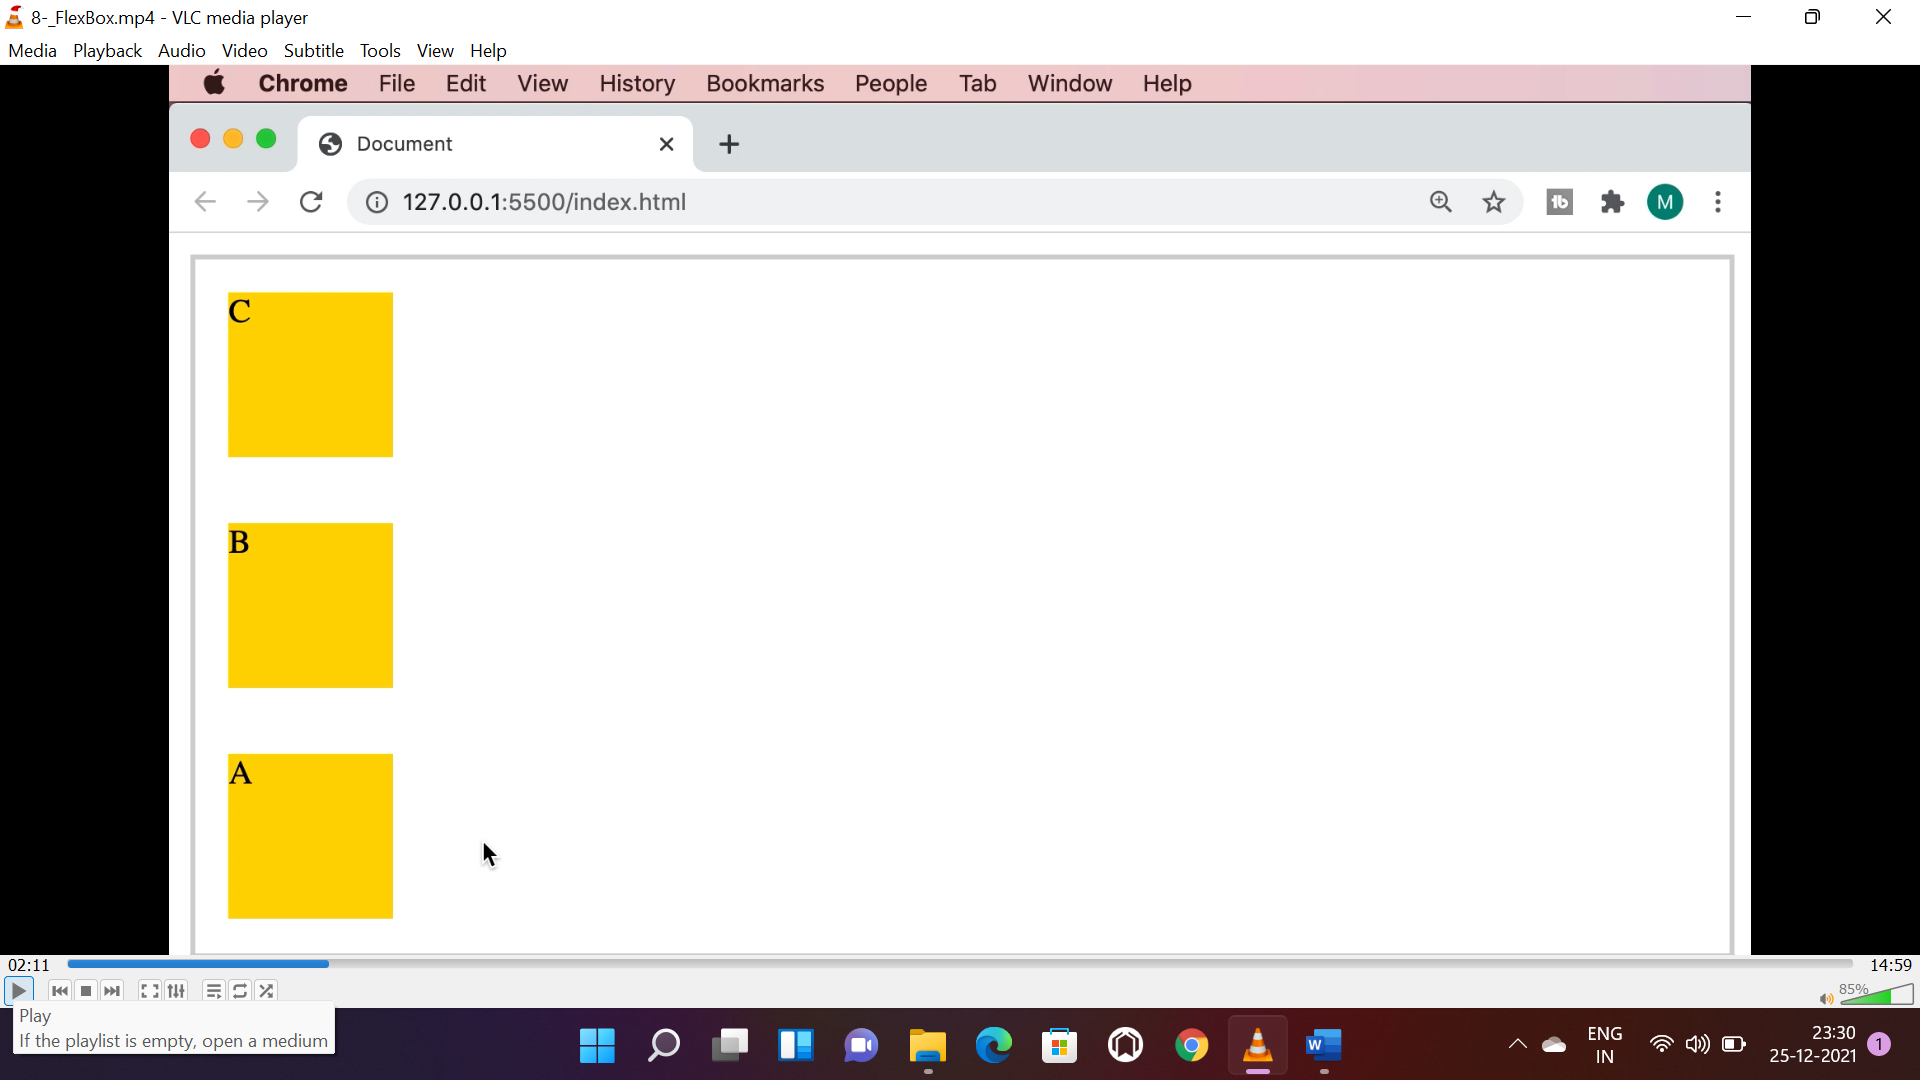 8-_FlexBox.mp4 - VLC media player
Media Playback Audio Video Subtitle Tools View Help
Chrome File Edit View History Bookmarks People Tab Window Help
Document
127.0.0.1:5500/index.html
M
C
B
A
02:11
14:59
85%
Play
If the playlist is empty, open a medium
W
ENG
IN
23:30
25-12-2021
1